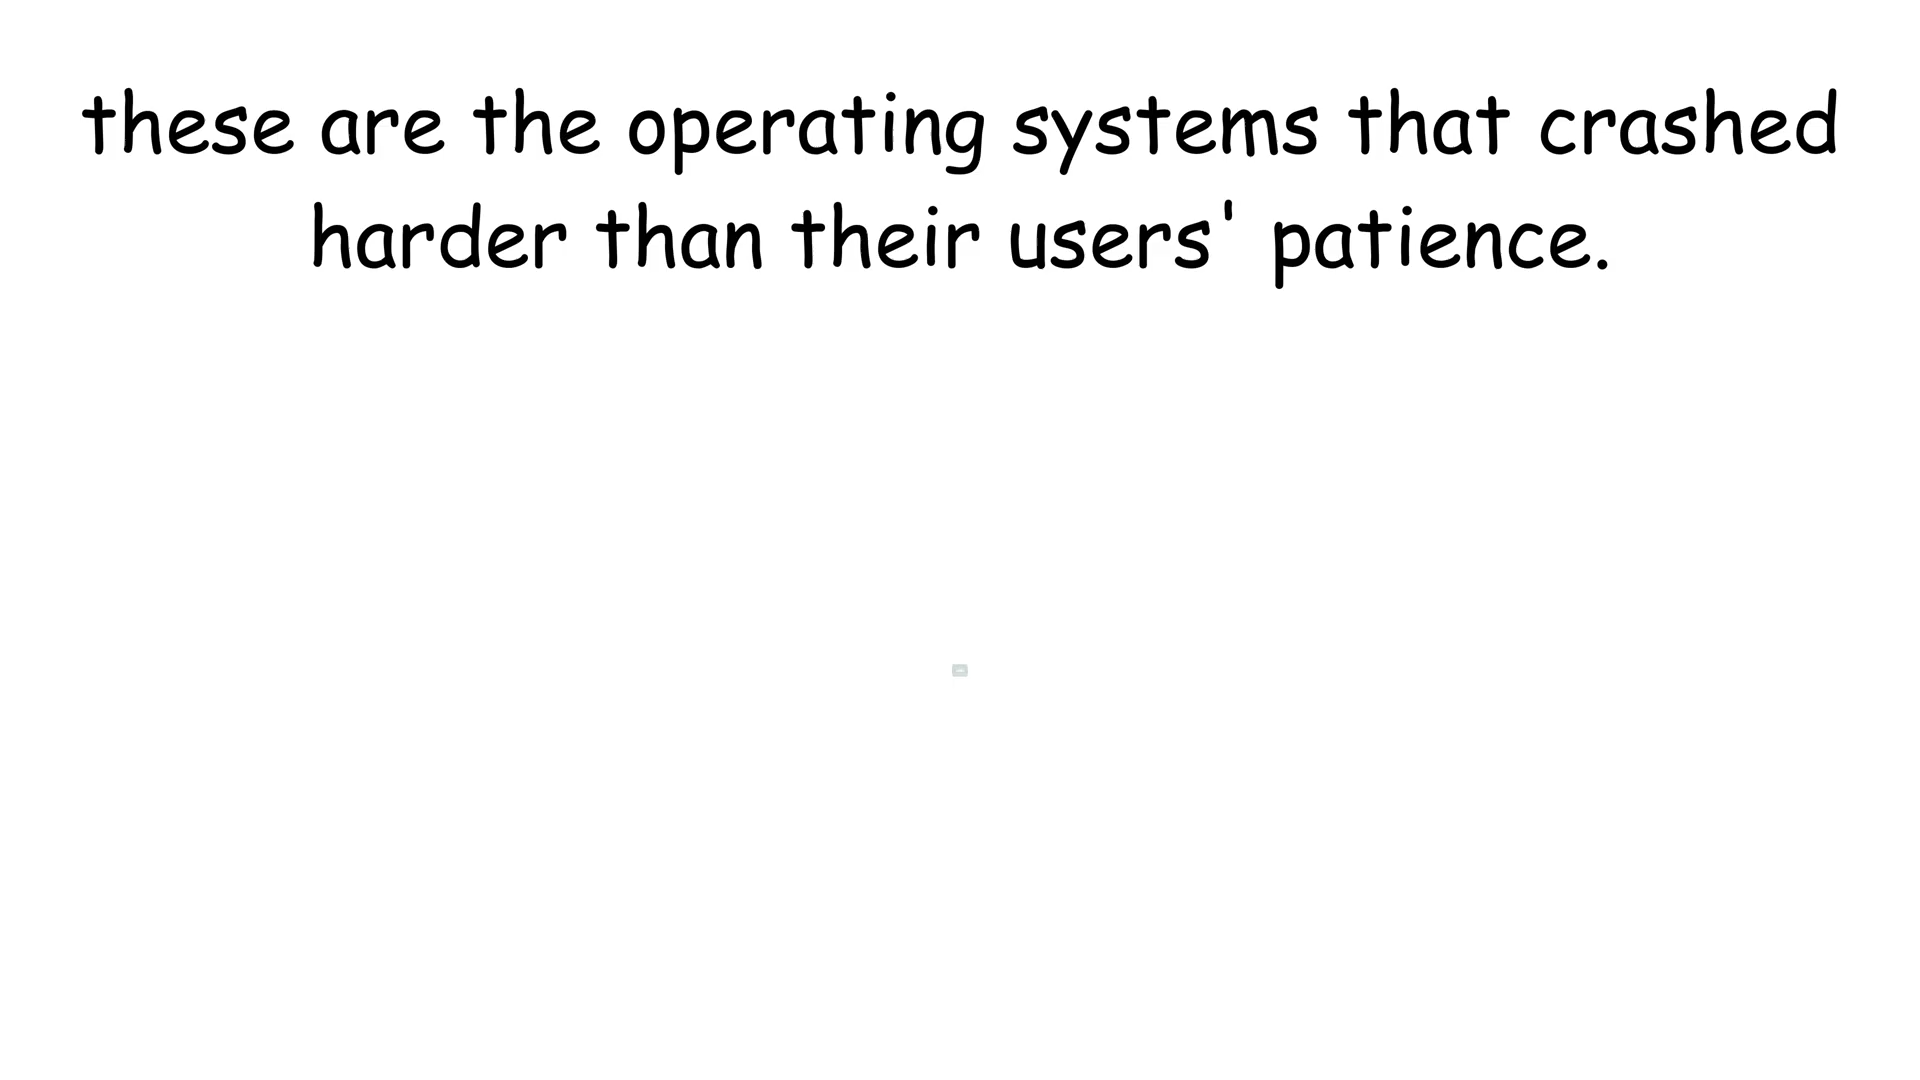 these are the operating systems that crashed
harder than their users' patience.